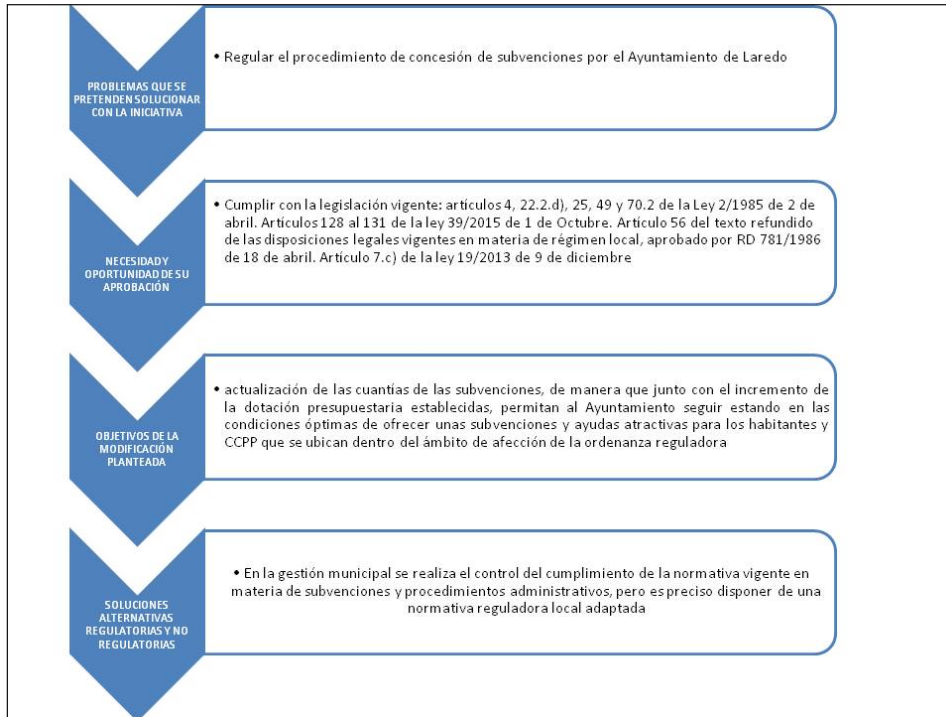 PROBLEMAS QUE SE
PRETENDEN SOLUCIONAR
CON LA INICIATIVA
• Regular el procedimiento de concesión de subvenciones por el Ayuntamiento de Laredo
NECESIDAD Y
OPORTUNIDAD DE SU
APROBACIÓN
• Cumplir con la legislación vigente: artículos 4, 22.2.d), 25, 49 y 70.2 de la Ley 2/1985 de 2 de
abril. Artículos 128 al 131 de la ley 39/2015 de 1 de Octubre. Artículo 56 del texto refundido
de las disposiciones legales vigentes en materia de régimen local, aprobado por RD 781/1986
de 18 de abril. Artículo 7.c) de la ley 19/2013 de 9 de diciembre
OBJETIVOS DE LA
MODIFICACIÓN
PLANTEADA
• actualización de las cuantías de las subvenciones, de manera que junto con el incremento de
la dotación presupuestaria establecidas, permitan al Ayuntamiento seguir estando en las
condiciones óptimas de ofrecer unas subvenciones y ayudas atractivas para los habitantes y
CCPP que se ubican dentro del ámbito de afección de la ordenanza reguladora
SOLUCIONES
ALTERNATIVAS
REGULATORIAS Y NO
REGULATORIAS
• En la gestión municipal se realiza el control del cumplimiento de la normativa vigente en
materia de subvenciones y procedimientos administrativos, pero es preciso disponer de una
normativa reguladora local adaptada